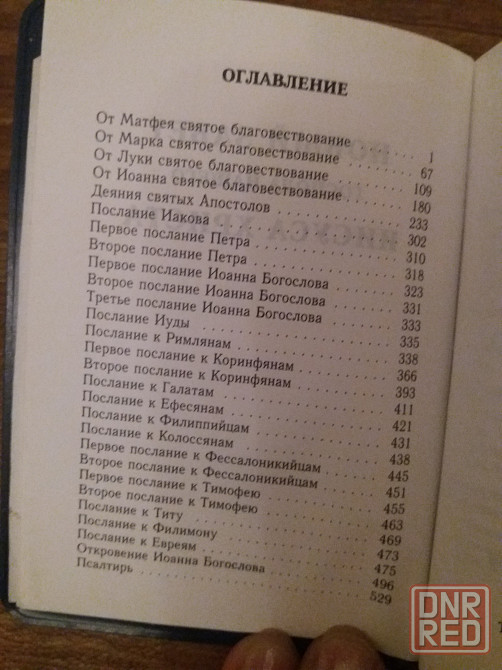 ОГЛАВЛЕНИЕ
От Матфея святое благовествование . . . . . . 1
От Марка святое благовествование . . . . . . 67
От Луки святое благовествование . . . . . . 109
От Иоанна святое благовествование . . . . . . 180
Деяния святых Апостолов . . . . . . 233
Послание Иакова . . . . . . 302
Первое послание Петра . . . . . . 310
Второе послание Петра . . . . . . 318
Первое послание Иоанна Богослова . . . . . . 323
Второе послание Иоанна Богослова . . . . . . 331
Третье послание Иоанна Богослова . . . . . . 333
Послание Иуды . . . . . . 335
Послание к Римлянам . . . . . . 338
Первое послание к Коринфянам . . . . . . 366
Второе послание к Коринфянам . . . . . . 393
Послание к Галатам . . . . . . 411
Послание к Ефесянам . . . . . . 421
Послание к Филиппийцам . . . . . . 431
Послание к Колоссянам . . . . . . 438
Первое послание к Фессалоникийцам . . . . . . 445
Второе послание к Фессалоникийцам . . . . . . 451
Первое послание к Тимофею . . . . . . 455
Второе послание к Тимофею . . . . . . 463
Послание к Титу . . . . . . 469
Послание к Филимону . . . . . . 473
Послание к Евреям . . . . . . 475
Откровение Иоанна Богослова . . . . . . 496
Псалтирь . . . . . . 529
DNR
RED